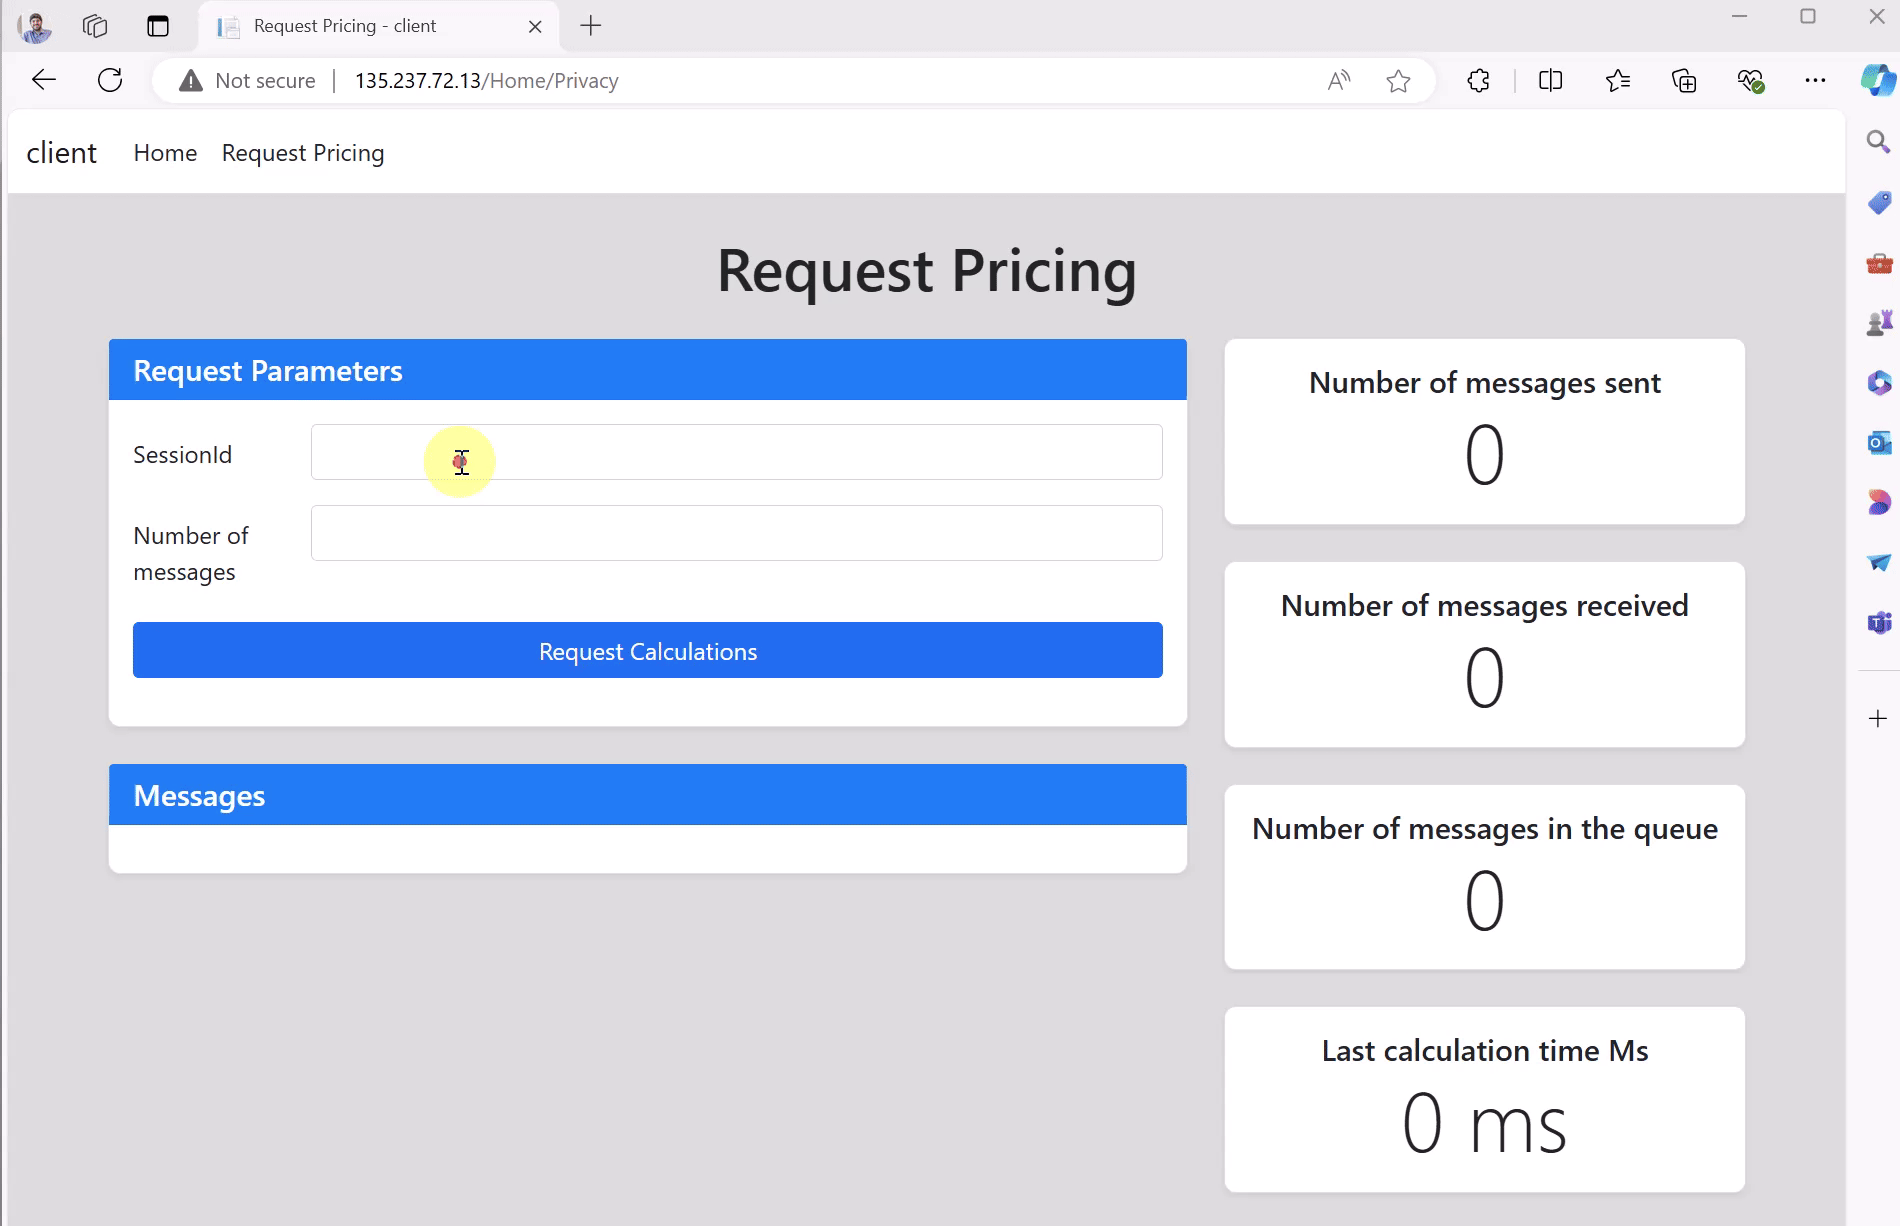 Request Pricing - client
Not secure
135.237.72.13/Home/Privacy
client
Home
Request Pricing
Request Pricing
Request Parameters
SessionId
Number of
messages
Request Calculations
Messages
Number of messages sent
0
Number of messages received
0
Number of messages in the queue
0
Last calculation time Ms
0 ms